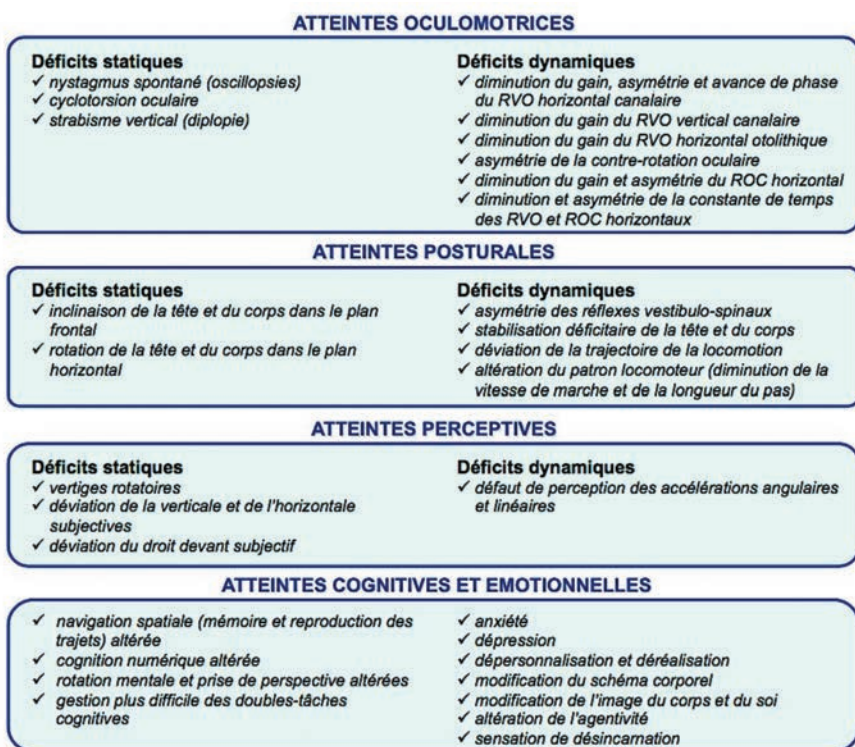 ATTEINTES OCULOMOTRICES
Déficits statiques
✓ nystagmus spontané (oscillopsies)
✓ cyclotorsion oculaire
✓ strabisme vertical (diplopie)
Déficits dynamiques
✓ diminution du gain, asymétrie et avance de phase
du RVO horizontal canalaire
✓ diminution du gain du RVO vertical canalaire
✓ diminution du gain du RVO horizontal otolithique
✓ asymétrie de la contre-rotation oculaire
✓ diminution du gain et asymétrie du ROC horizontal
✓ diminution et asymétrie de la constante de temps
des RVO et ROC horizontaux
ATTEINTES POSTURALES
Déficits statiques
✓ inclinaison de la tête et du corps dans le plan
frontal
✓ rotation de la tête et du corps dans le plan
horizontal
Déficits dynamiques
✓ asymétrie des réflexes vestibulo-spinaux
✓ stabilisation déficitaire de la tête et du corps
✓ déviation de la trajectoire de la locomotion
✓ altération du patron locomoteur (diminution de la
vitesse de marche et de la longueur du pas)
ATTEINTES PERCEPTIVES
Déficits statiques
✓ vertiges rotatoires
✓ déviation de la verticale et de l'horizontale
subjectives
✓ déviation du droit devant subjectif
Déficits dynamiques
✓ défaut de perception des accélérations angulaires
et linéaires
ATTEINTES COGNITIVES ET EMOTIONNELLES
✓ navigation spatiale (mémoire et reproduction des
trajets) altérée
✓ cognition numérique altérée
✓ rotation mentale et prise de perspective altérées
✓ gestion plus difficile des doubles-tâches
cognitives
✓ anxiété
✓ dépression
✓ dépersonnalisation et déréalisation
✓ modification du schéma corporel
✓ modification de l'image du corps et du soi
✓ altération de l'agentivité
✓ sensation de désincarnation